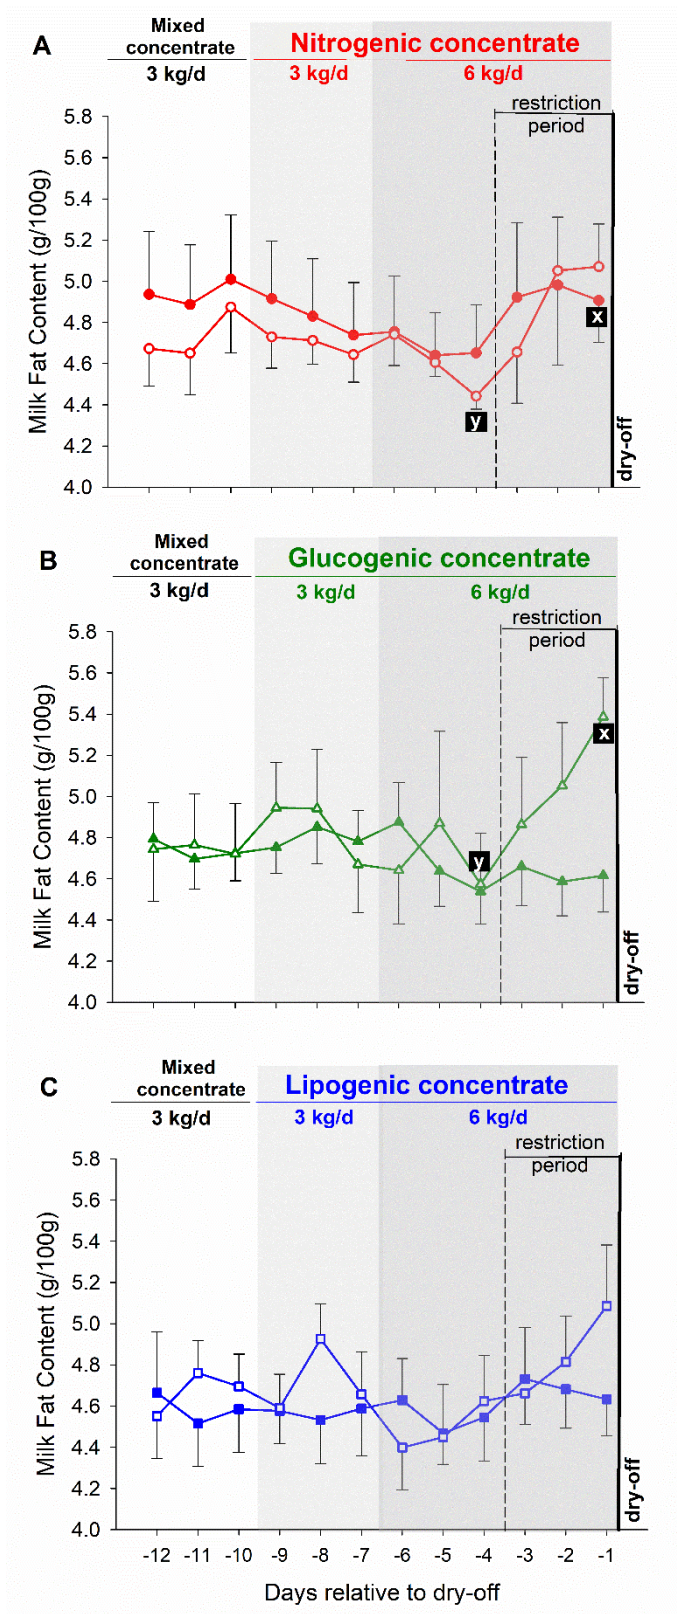 A
Mixed
concentrate
Nitrogenic concentrate
3 kg/d
3 kg/d
6 kg/d
restriction
period
5.8
5.6
5.4
5.2
5.0
4.8
4.6
4.4
4.2
4.0
Milk Fat Content (g/100g)
x
y
dry-off
B
Mixed
concentrate
Glucogenic concentrate
3 kg/d
3 kg/d
6 kg/d
restriction
period
5.8
5.6
5.4
5.2
5.0
4.8
4.6
4.4
4.2
4.0
Milk Fat Content (g/100g)
x
y
dry-off
C
Mixed
concentrate
Lipogenic concentrate
3 kg/d
3 kg/d
6 kg/d
restriction
period
5.8
5.6
5.4
5.2
5.0
4.8
4.6
4.4
4.2
4.0
Milk Fat Content (g/100g)
dry-off
-12 -11 -10 -9 -8 -7 -6 -5 -4 -3 -2 -1
Days relative to dry-off